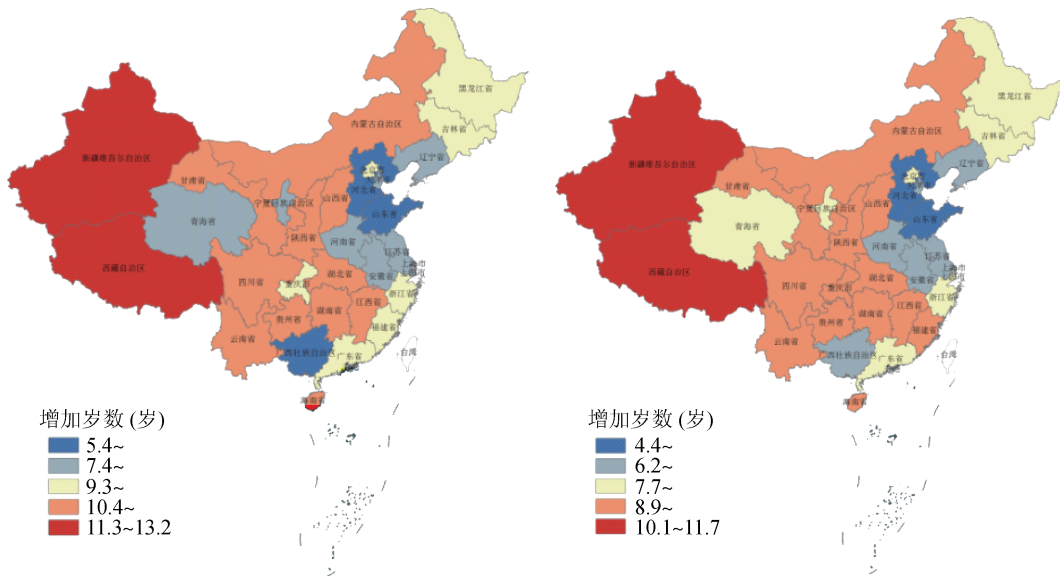 黑龙江省
吉林省
辽宁省
内蒙古自治区
新疆维吾尔自治区
甘肃省
河北省
山西省
山东省
青海省
宁夏回族自治区
陕西省
河南省
江苏省
安徽省
上海市
西藏自治区
四川省
重庆市
湖北省
浙江省
江西省
湖南省
贵州省
福建省
云南省
西壮族自治区
广东省
台湾
海南省
增加岁数 (岁)
5.4~
7.4~
9.3~
10.4~
11.3~13.2
黑龙江省
吉林省
辽宁省
内蒙古自治区
新疆维吾尔自治区
甘肃省
河北省
山西省
山东省
青海省
宁夏回族自治区
陕西省
河南省
江苏省
安徽省
上海市
西藏自治区
四川省
重庆市
湖北省
浙江省
江西省
湖南省
贵州省
福建省
云南省
西壮族自治区
广东省
台湾
海南省
增加岁数 (岁)
4.4~
6.2~
7.7~
8.9~
10.1~11.7